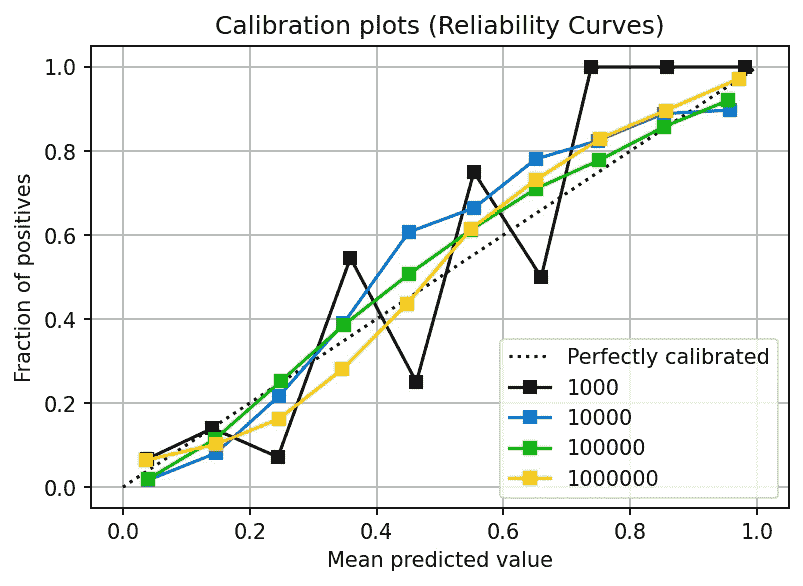 Calibration plots (Reliability Curves)
Fraction of positives
1.0
0.8
0.6
0.4
0.2
0.0
Perfectly calibrated
1000
10000
100000
1000000
0.0 0.2 0.4 0.6 0.8 1.0
Mean predicted value